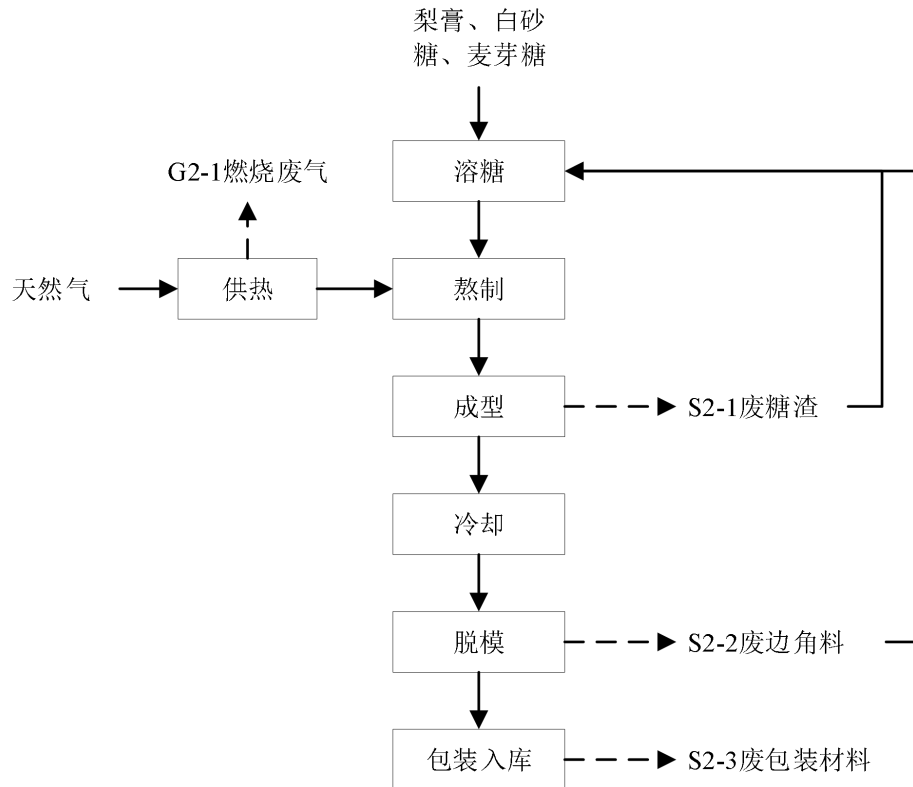 梨膏、白砂
糖、麦芽糖
溶糖
G2-1燃烧废气
天然气
供热
熬制
成型
S2-1废糖渣
冷却
脱模
S2-2废边角料
包装入库
S2-3废包装材料